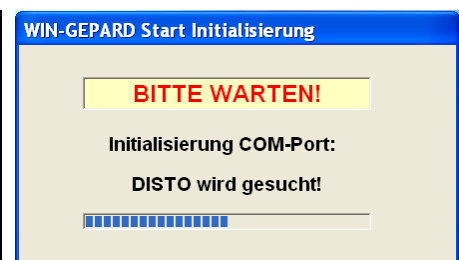 WIN-GEPARD Start Initialisierung
BITTE WARTEN!
Initialisierung COM-Port:
DISTO wird gesucht!